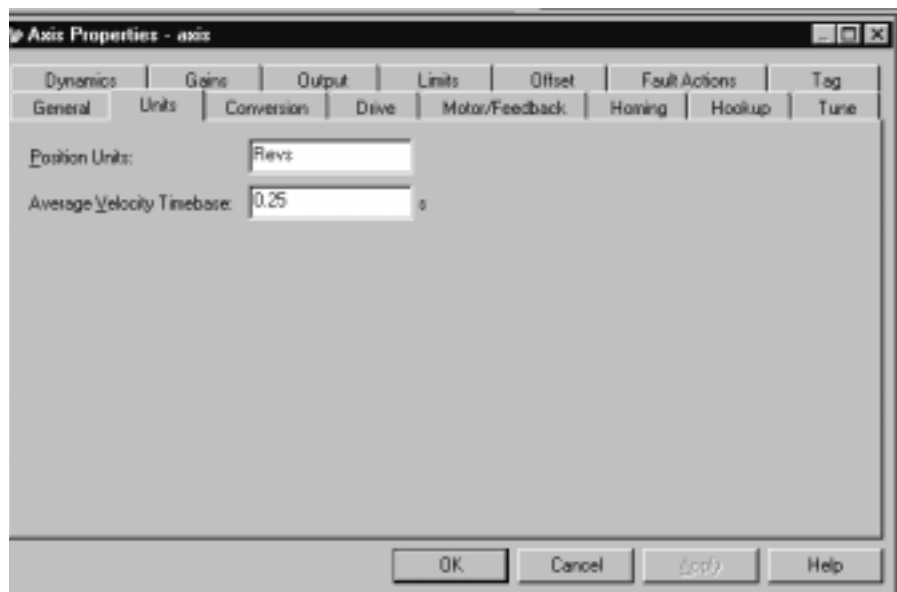 Axis Properties - axis
Dynamics Gains Output Limits Offset Fault Actions Tag
General Units Conversion Drive Motor/Feedback Homing Hookup Tune
Position Units: Revs
Average Velocity Timebase: 0.25 s
OK Cancel Apply Help